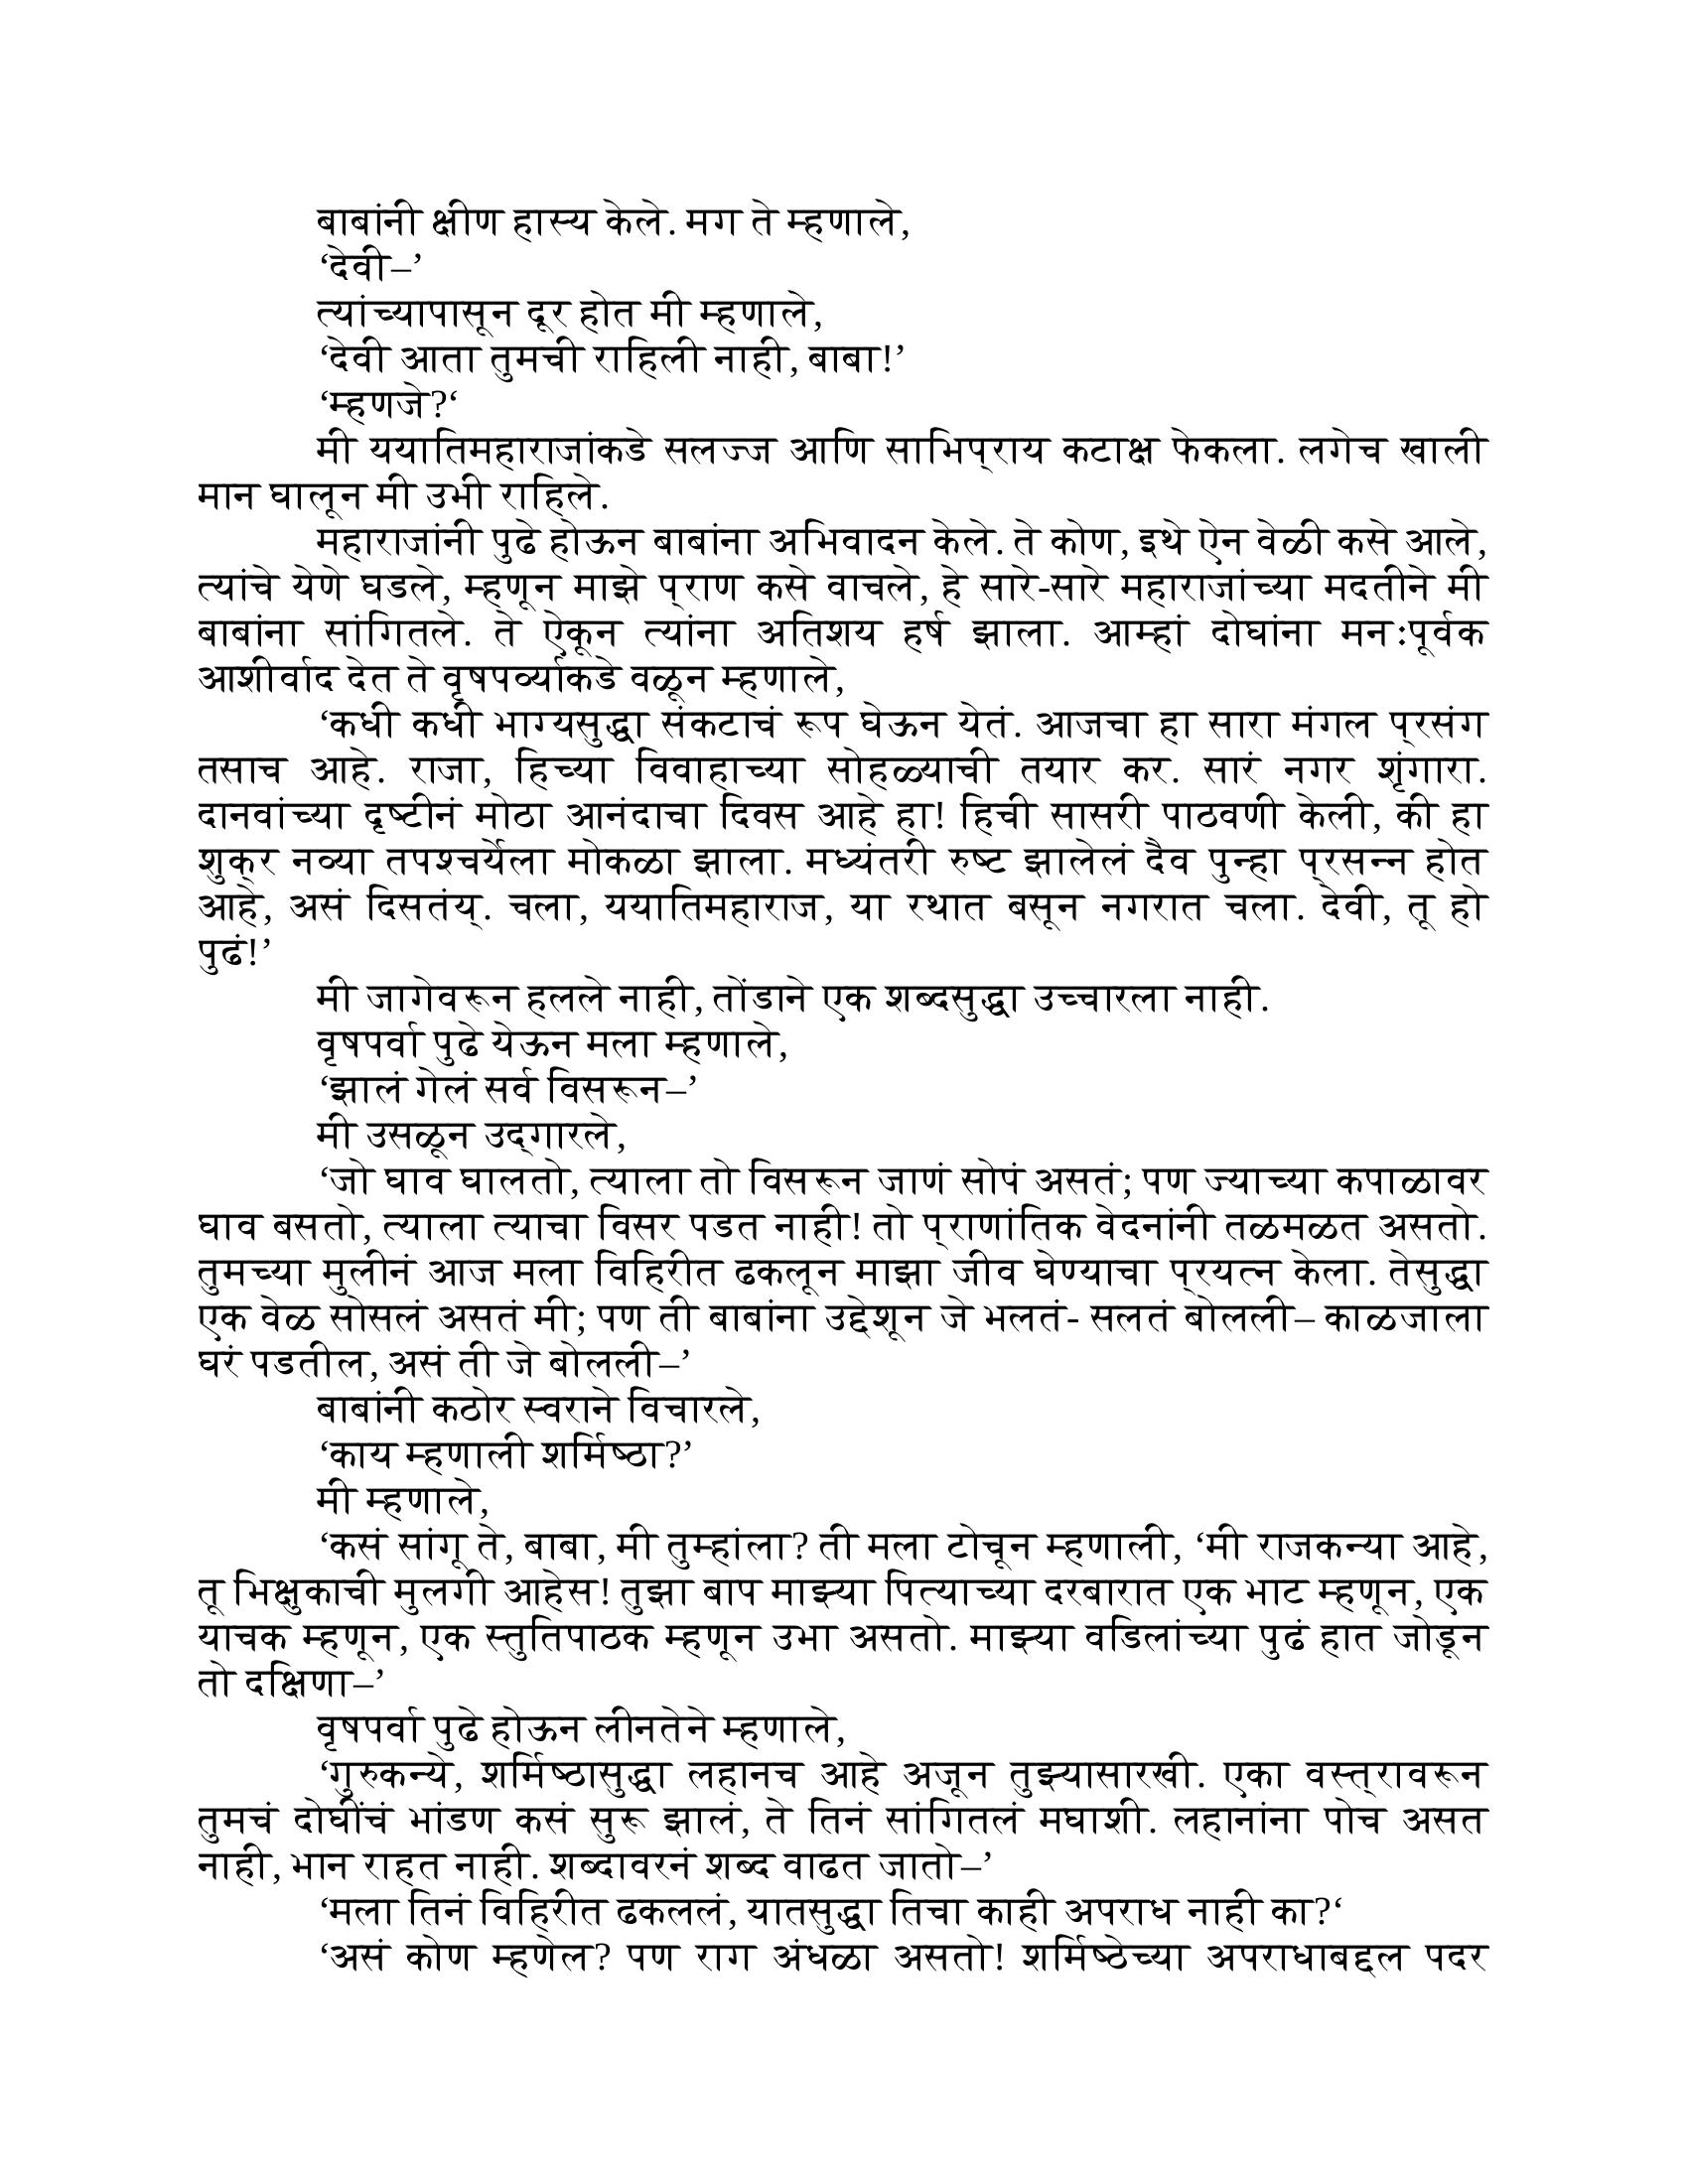 बाबांनी क्षीण हास्य केले. मग ते म्हणाले,
‘देवी–’
त्यांच्यापासून दूर होत मी म्हणाले,
‘देवी आता तुमची राहिली नाही, बाबा!’
‘म्हणजे?‘
मी ययातिमहाराजांकडे सलज्ज आणि साभिप्राय कटाक्ष फेकला. लगेच खाली
मान घालून मी उभी राहिले.
महाराजांनी पुढे होऊन बाबांना अभिवादन केले. ते कोण, इथे ऐन वेळी कसे आले,
त्यांचे येणे घडले, म्हणून माझे प्राण कसे वाचले, हे सारे-सारे महाराजांच्या मदतीने मी
बाबांना सांगितले. ते ऐकून त्यांना अतिशय हर्ष झाला. आम्हां दोघांना मनःपूर्वक
आशीर्वाद देत ते वृषपर्व्याकडे वळून म्हणाले,
‘कधी कधी भाग्यसुद्धा संकटाचं रूप घेऊन येतं. आजचा हा सारा मंगल प्रसंग
तसाच आहे. राजा, हिच्या विवाहाच्या सोहळ्याची तयार कर. सारं नगर शृंगारा.
दानवांच्या दृष्टीनं मोठा आनंदाचा दिवस आहे हा! हिची सासरी पाठवणी केली, की हा
शुक्र नव्या तपश्चर्येला मोकळा झाला. मध्यंतरी रुष्ट झालेलं दैव पुन्हा प्रसन्न होत
आहे, असं दिसतंय्. चला, ययातिमहाराज, या रथात बसून नगरात चला. देवी, तू हो
पुढं!’
मी जागेवरून हलले नाही, तोंडाने एक शब्दसुद्धा उच्चारला नाही.
वृषपर्वा पुढे येऊन मला म्हणाले,
‘झालं गेलं सर्व विसरून–’
मी उसळून उद्‌गारले,
‘जो घाव घालतो, त्याला तो विसरून जाणं सोपं असतं; पण ज्याच्या कपाळावर
घाव बसतो, त्याला त्याचा विसर पडत नाही! तो प्राणांतिक वेदनांनी तळमळत असतो.
तुमच्या मुलीनं आज मला विहिरीत ढकलून माझा जीव घेण्याचा प्रयत्न केला. तेसुद्धा
एक वेळ सोसलं असतं मी; पण ती बाबांना उद्देशून जे भलतं- सलतं बोलली– काळजाला
घरं पडतील, असं ती जे बोलली–’
बाबांनी कठोर स्वराने विचारले,
‘काय म्हणाली शर्मिष्ठा?’
मी म्हणाले,
‘कसं सांगू ते, बाबा, मी तुम्हांला? ती मला टोचून म्हणाली, ‘मी राजकन्या आहे,
तू भिक्षुकाची मुलगी आहेस! तुझा बाप माझ्या पित्याच्या दरबारात एक भाट म्हणून, एक
याचक म्हणून, एक स्तुतिपाठक म्हणून उभा असतो. माझ्या वडिलांच्या पुढं हात जोडून
तो दक्षिणा–’
वृषपर्वा पुढे होऊन लीनतेने म्हणाले,
‘गुरुकन्ये, शर्मिष्ठासुद्धा लहानच आहे अजून तुझ्यासारखी. एका वस्त्रावरून
तुमचं दोघींचं भांडण कसं सुरू झालं, ते तिनं सांगितलं मघाशी. लहानांना पोच असत
नाही, भान राहत नाही. शब्दावरनं शब्द वाढत जातो–’
‘मला तिनं विहिरीत ढकललं, यातसुद्धा तिचा काही अपराध नाही का?‘
‘असं कोण म्हणेल? पण राग अंधळा असतो! शर्मिष्ठेच्या अपराधाबद्दल पदर